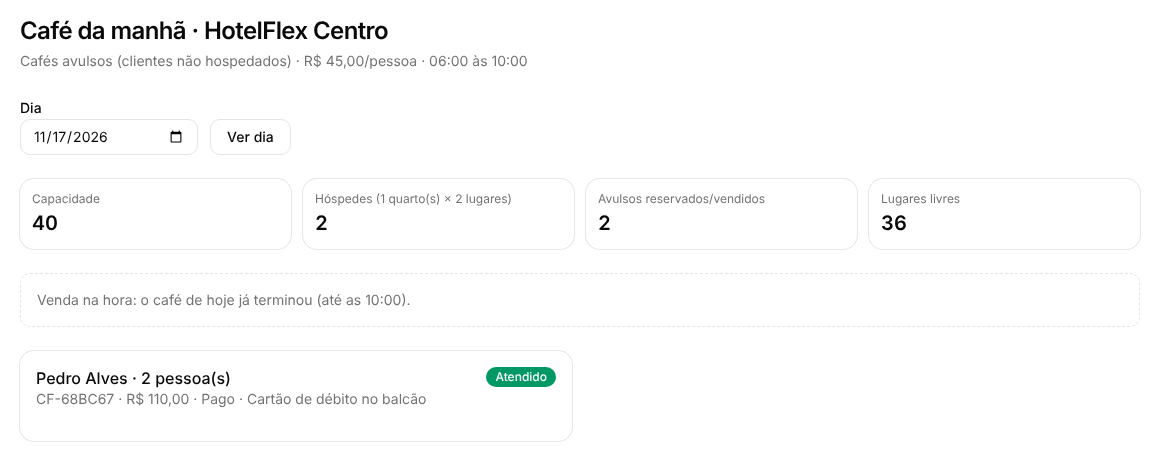 Café da manhã · HotelFlex Centro
Cafés avulsos (clientes não hospedados) · R$ 45,00/pessoa · 06:00 às 10:00
Dia
11/17/2026
Ver dia
Capacidade
40
Hóspedes (1 quarto(s) × 2 lugares)
2
Avulsos reservados/vendidos
2
Lugares livres
36
Venda na hora: o café de hoje já terminou (até as 10:00).
Pedro Alves · 2 pessoa(s)
Atendido
CF-68BC67 · R$ 110,00 · Pago · Cartão de débito no balcão